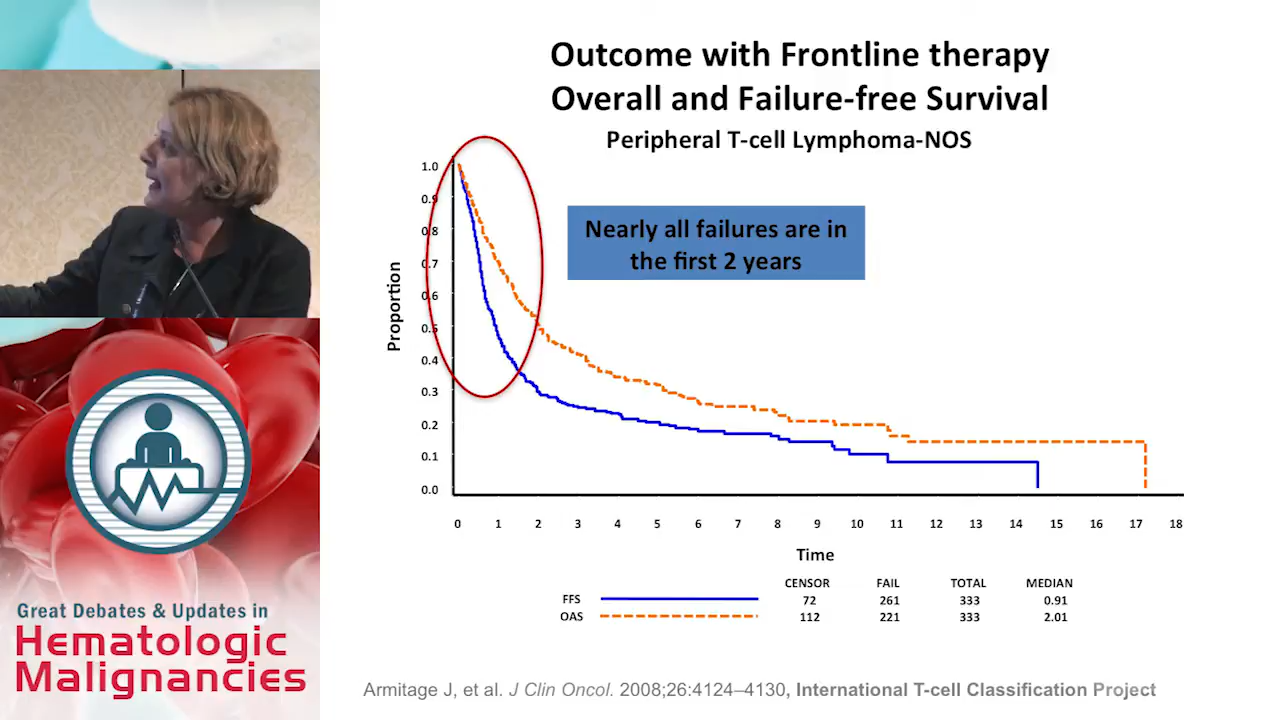 Outcome with Frontline therapy
Overall and Failure-free Survival
Peripheral T-cell Lymphoma-NOS
Nearly all failures are in
the first 2 years
Proportion
1.0
0.9
0.8
0.7
0.6
0.5
0.4
0.3
0.2
0.1
0.0
0 1 2 3 4 5 6 7 8 9 10 11 12 13 14 15 16 17 18
Time
CENSOR FAIL TOTAL MEDIAN
FFS 72 261 333 0.91
OAS 112 221 333 2.01
Great Debates & Updates in
Hematologic
Malignancies
Armitage J, et al. J Clin Oncol. 2008;26:4124–4130, International T-cell Classification Project